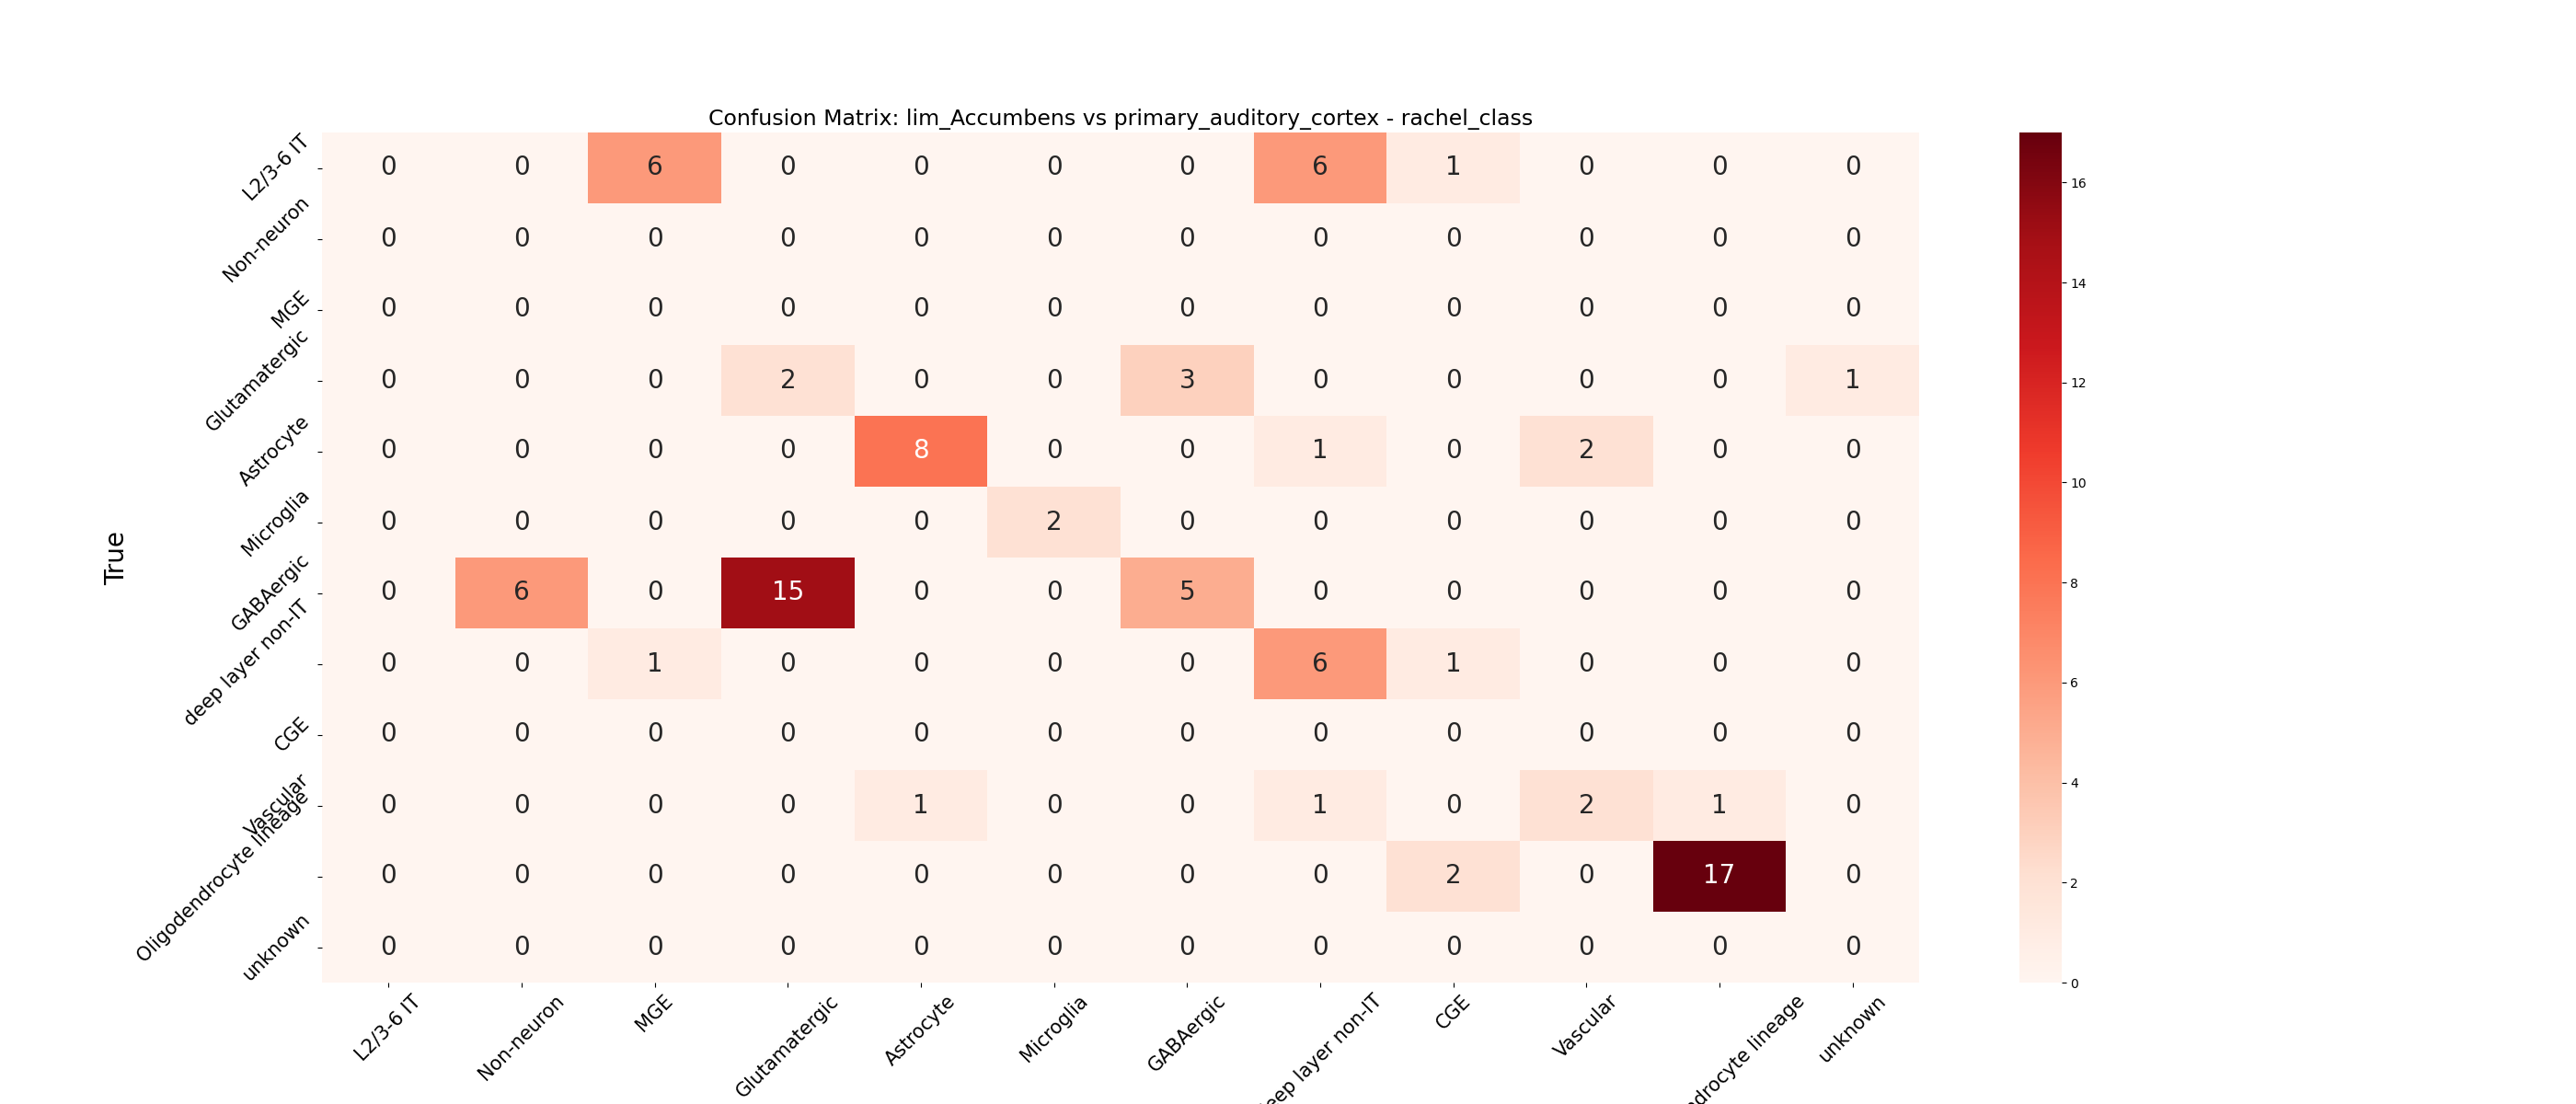 Confusion Matrix: lim_Accumbens vs primary_auditory_cortex - rachel_class
L2/3-6 IT
0 0 6 0 0 0 0 6 1 0 0 0
Non-neuron
0 0 0 0 0 0 0 0 0 0 0 0
MGE
0 0 0 0 0 0 0 0 0 0 0 0
Glutamatergic
0 0 0 2 0 0 3 0 0 0 0 1
Astrocyte
0 0 0 0 8 0 0 1 0 2 0 0
Microglia
0 0 0 0 0 2 0 0 0 0 0 0
GABAergic
0 6 0 15 0 0 5 0 0 0 0 0
deep layer non-IT
0 0 1 0 0 0 0 6 1 0 0 0
CGE
0 0 0 0 0 0 0 0 0 0 0 0
Vascular
0 0 0 0 1 0 0 1 0 2 1 0
Oligodendrocyte lineage
0 0 0 0 0 0 0 0 2 0 17 0
unknown
0 0 0 0 0 0 0 0 0 0 0 0
True
L2/3-6 IT
Non-neuron
MGE
Glutamatergic
Astrocyte
Microglia
GABAergic
eep layer non-IT
CGE
Vascular
ndrocyte lineage
unknown
16
14
12
10
8
6
4
2
0